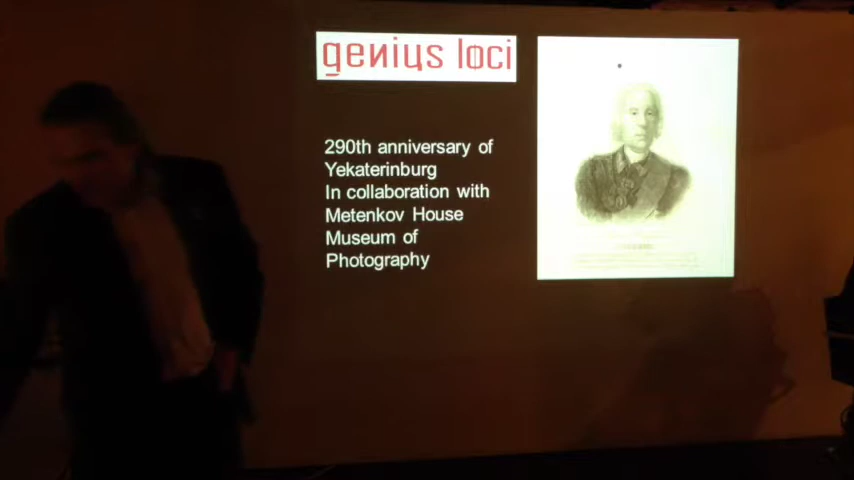 genius loci
290th anniversary of
Yekaterinburg
In collaboration with
Metenkov House
Museum of
Photography